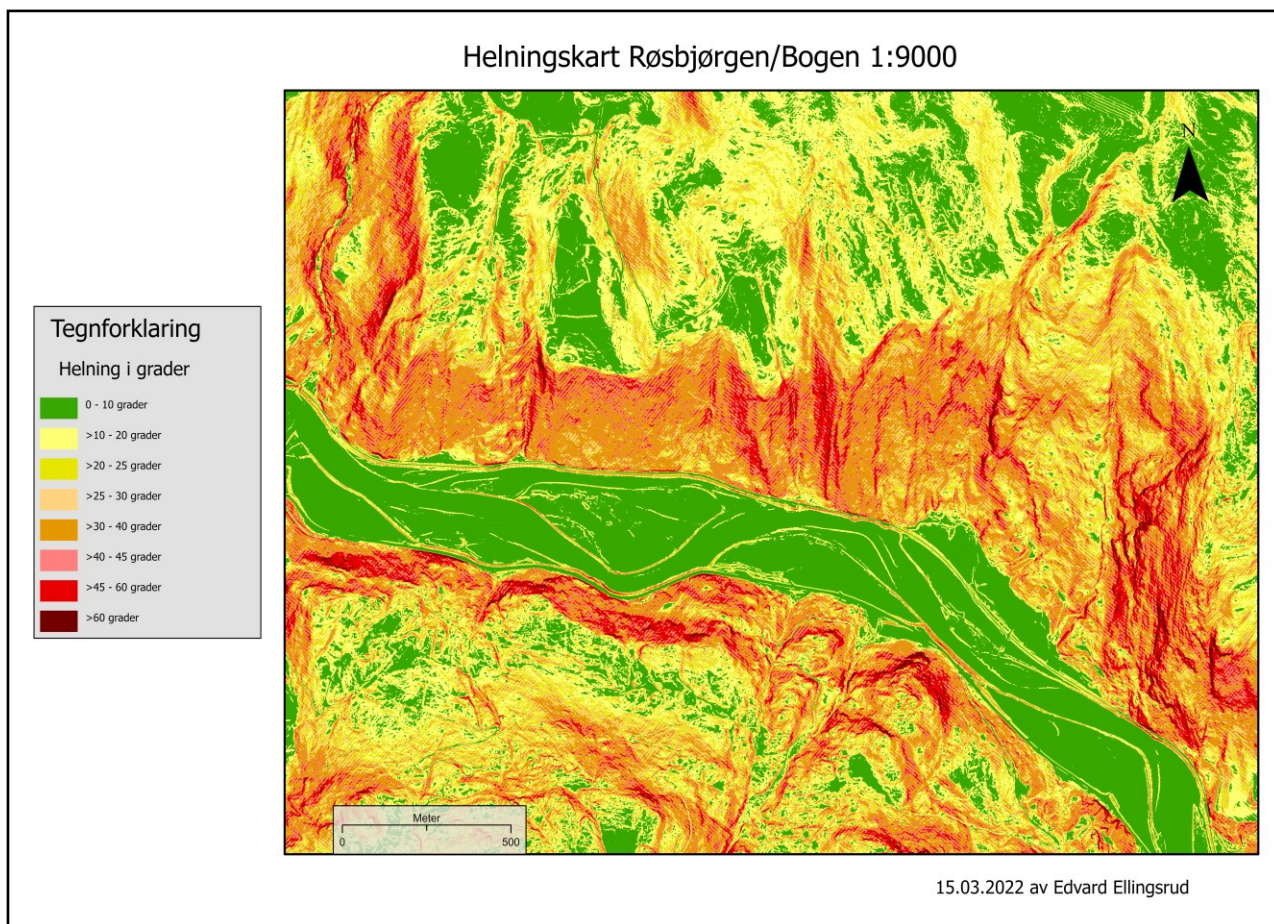 Helningskart Røsbjørgen/Bogen 1:9000
N
Tegnforklaring
Helning i grader
0 - 10 grader
>10 - 20 grader
>20 - 25 grader
>25 - 30 grader
>30 - 40 grader
>40 - 45 grader
>45 - 60 grader
>60 grader
Meter
0 500
15.03.2022 av Edvard Ellingsrud